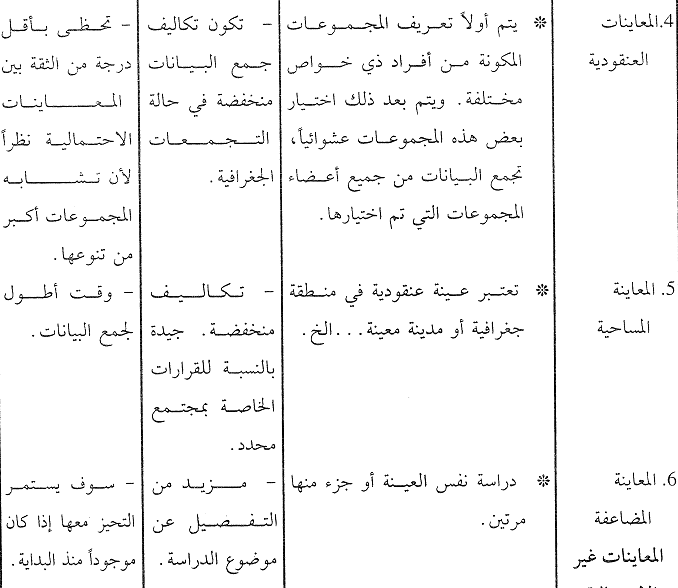 4.المعاينات
العنقودية
※ يتم أولاً تعريف المجموعات
المكونة من أفراد ذي خواص
مختلفة. ويتم بعد ذلك اختيار
بعض هذه المجموعات عشوائياً،
تجمع البيانات من جميع أعضاء
المجموعات التي تم اختيارها.
- تكون تكاليف
جمع البيانات
منخفضة في حالة
التجمعات
الجغرافية.
- تحظى بأقل
درجة من الثقة بين
المعاينات
الاحتمالية نظراً
لأن تشابه
المجموعات أكبر
من تنوعها.
5. المعاينة
المساحية
※ تعتبر عينة عنقودية في منطقة
جغرافية أو مدينة معينة...الخ.
- تكاليف
منخفضة. جيدة
بالنسبة للقرارات
الخاصة بمجتمع
محدد.
- وقت أطول
لجمع البيانات.
6. المعاينة
المضاعفة
※ دراسة نفس العينة أو جزء منها
مرتين.
- مزيد من
التفصيل عن
موضوع الدراسة.
- سوف يستمر
التحيز معها إذا كان
موجوداً منذ البداية.
المعاينات غير